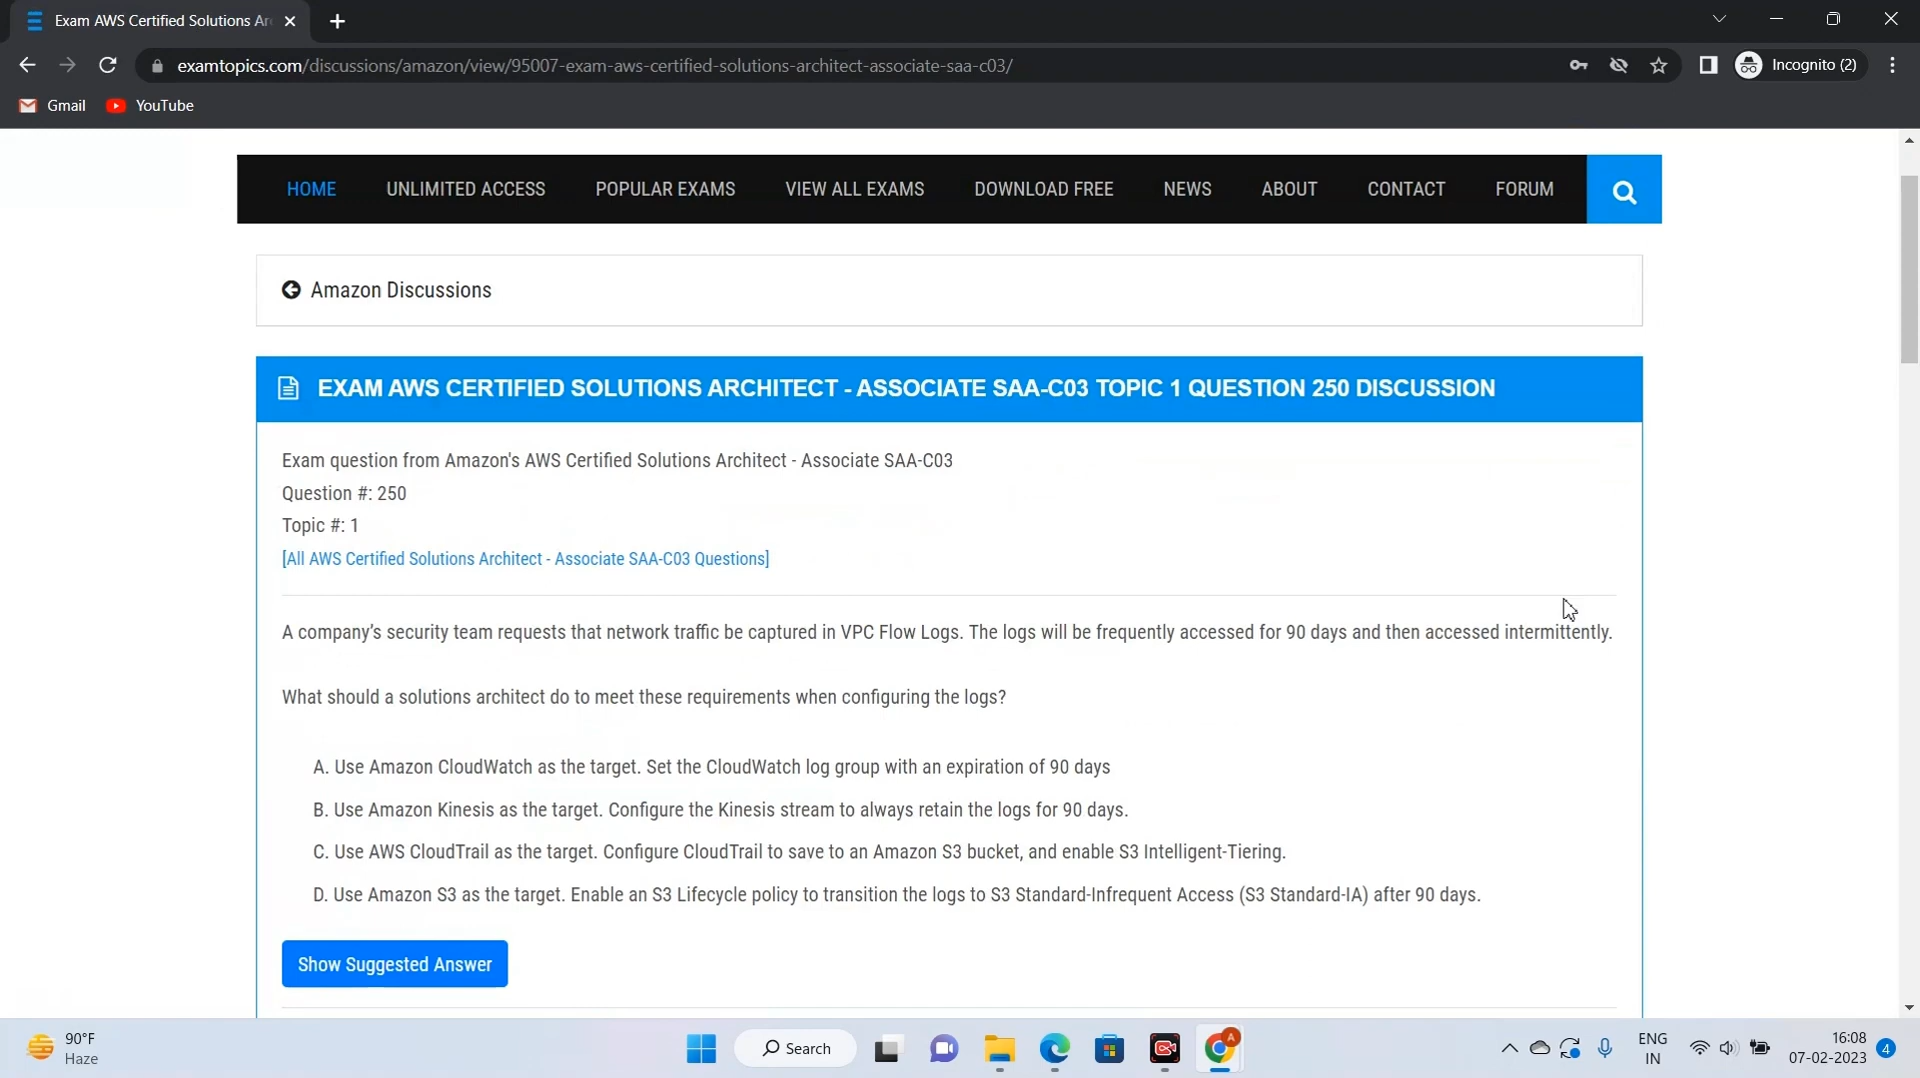 Exam AWS Certified Solutions Ar
examtopics.com/discussions/amazon/view/95007-exam-aws-certified-solutions-architect-associate-saa-c03/
Incognito (2)
Gmail
YouTube
HOME
UNLIMITED ACCESS
POPULAR EXAMS
VIEW ALL EXAMS
DOWNLOAD FREE
NEWS
ABOUT
CONTACT
FORUM
Amazon Discussions
EXAM AWS CERTIFIED SOLUTIONS ARCHITECT - ASSOCIATE SAA-C03 TOPIC 1 QUESTION 250 DISCUSSION
Exam question from Amazon's AWS Certified Solutions Architect - Associate SAA-C03
Question #: 250
Topic #: 1
[All AWS Certified Solutions Architect - Associate SAA-C03 Questions]
A company's security team requests that network traffic be captured in VPC Flow Logs. The logs will be frequently accessed for 90 days and then accessed intermittently.
What should a solutions architect do to meet these requirements when configuring the logs?
A. Use Amazon CloudWatch as the target. Set the CloudWatch log group with an expiration of 90 days
B. Use Amazon Kinesis as the target. Configure the Kinesis stream to always retain the logs for 90 days.
C. Use AWS CloudTrail as the target. Configure CloudTrail to save to an Amazon S3 bucket, and enable S3 Intelligent-Tiering.
D. Use Amazon S3 as the target. Enable an S3 Lifecycle policy to transition the logs to S3 Standard-Infrequent Access (S3 Standard-IA) after 90 days.
Show Suggested Answer
90°F
Haze
Search
A
ENG
IN
16:08
07-02-2023
4